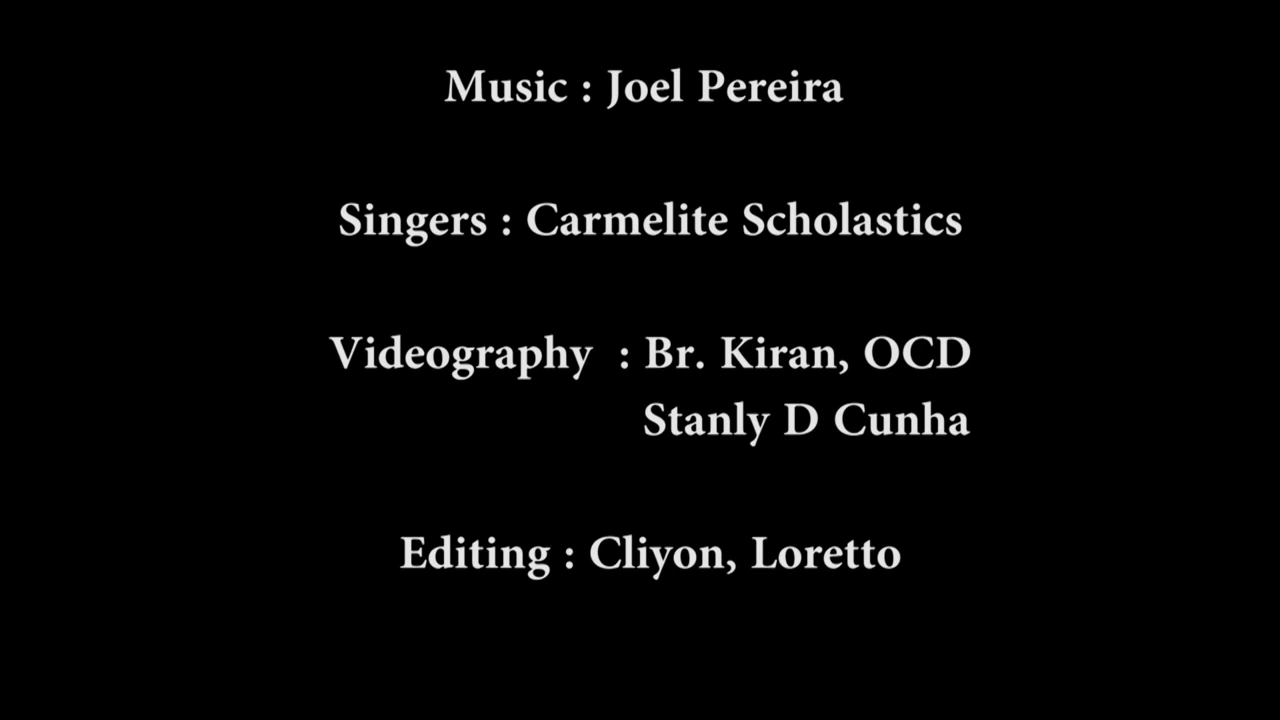 Music : Joel Pereira
Singers : Carmelite Scholastics
Videography : Br. Kiran, OCD
Stanly D Cunha
Editing : Cliyon, Loretto